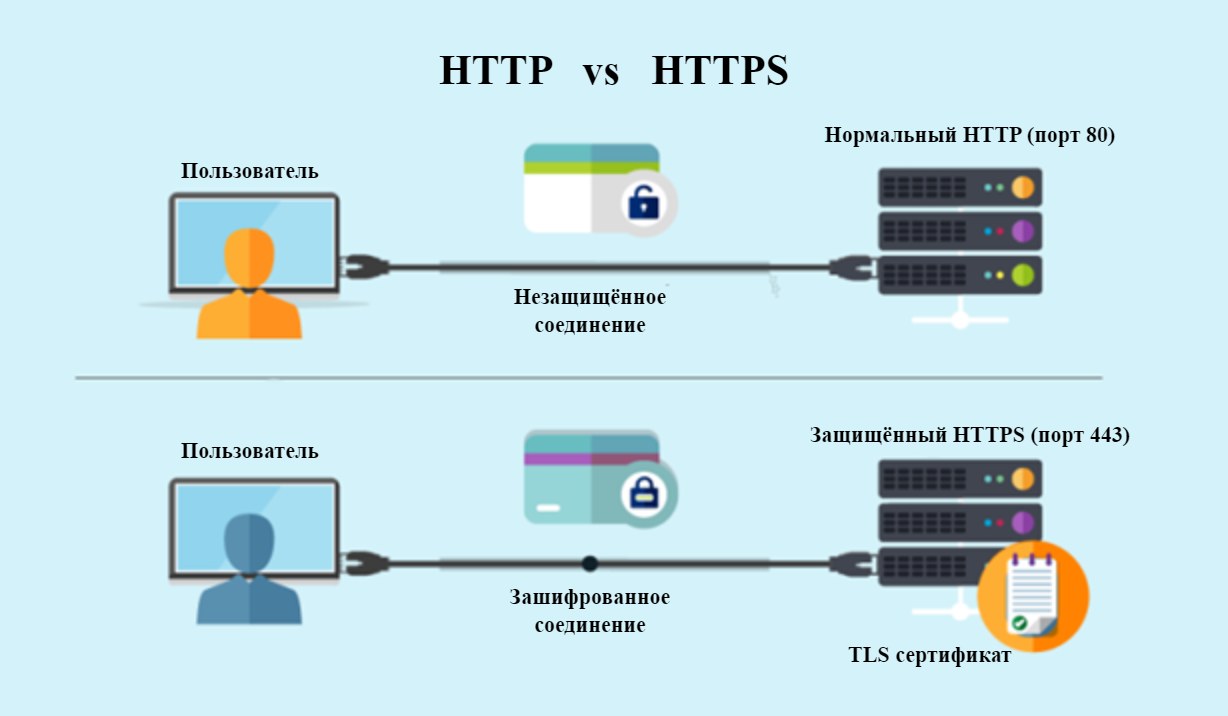 HTTP vs HTTPS
Нормальный HTTP (порт 80)
Пользователь
Незащищённое
соединение
Защищённый HTTPS (порт 443)
Пользователь
Зашифрованное
соединение
TLS сертификат